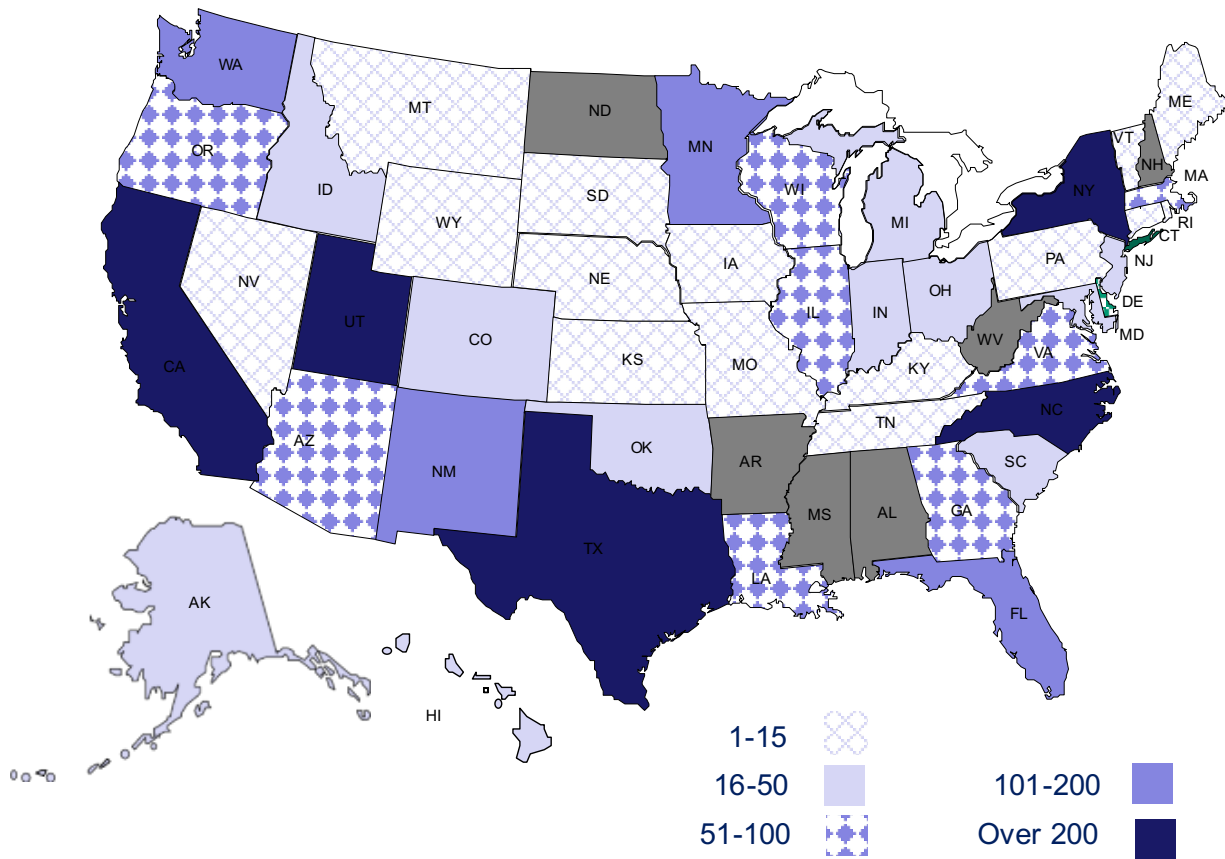 WA
MT
ND
MN
ME
VT
NH
OR
ID
WY
SD
WI
MI
NY
MA
RI
CT
NV
UT
NE
IA
PA
NJ
CA
CO
KS
IL
IN
OH
DE
MD
MO
WV
VA
KY
AZ
NM
OK
AR
TN
NC
SC
TX
MS
AL
GA
LA
FL
AK
HI
1-15
16-50
101-200
51-100
Over 200